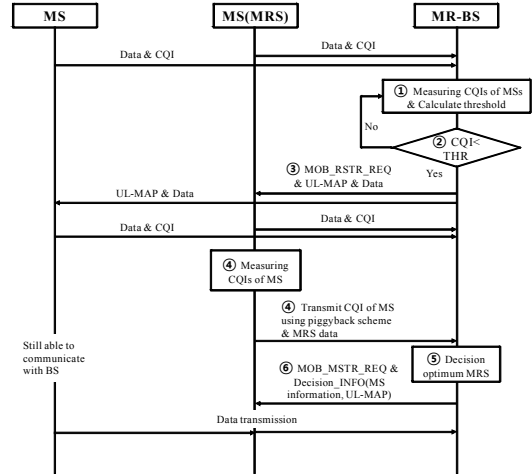 MS
MS(MRS)
MR-BS
Data & CQI
Data & CQI
① Measuring CQIs of MSs
& Calculate threshold
No
② CQI<
THR
Yes
③ MOB_RSTR_REQ
& UL-MAP & Data
UL-MAP & Data
Data & CQI
Data & CQI
④ Measuring
CQIs of MS
④ Transmit CQI of MS
using piggyback scheme
& MRS data
Still able to
communicate
with BS
⑤ Decision
optimum MRS
⑥ MOB_MSTR_REQ &
Decision_INFO(MS
information, UL-MAP)
Data transmission